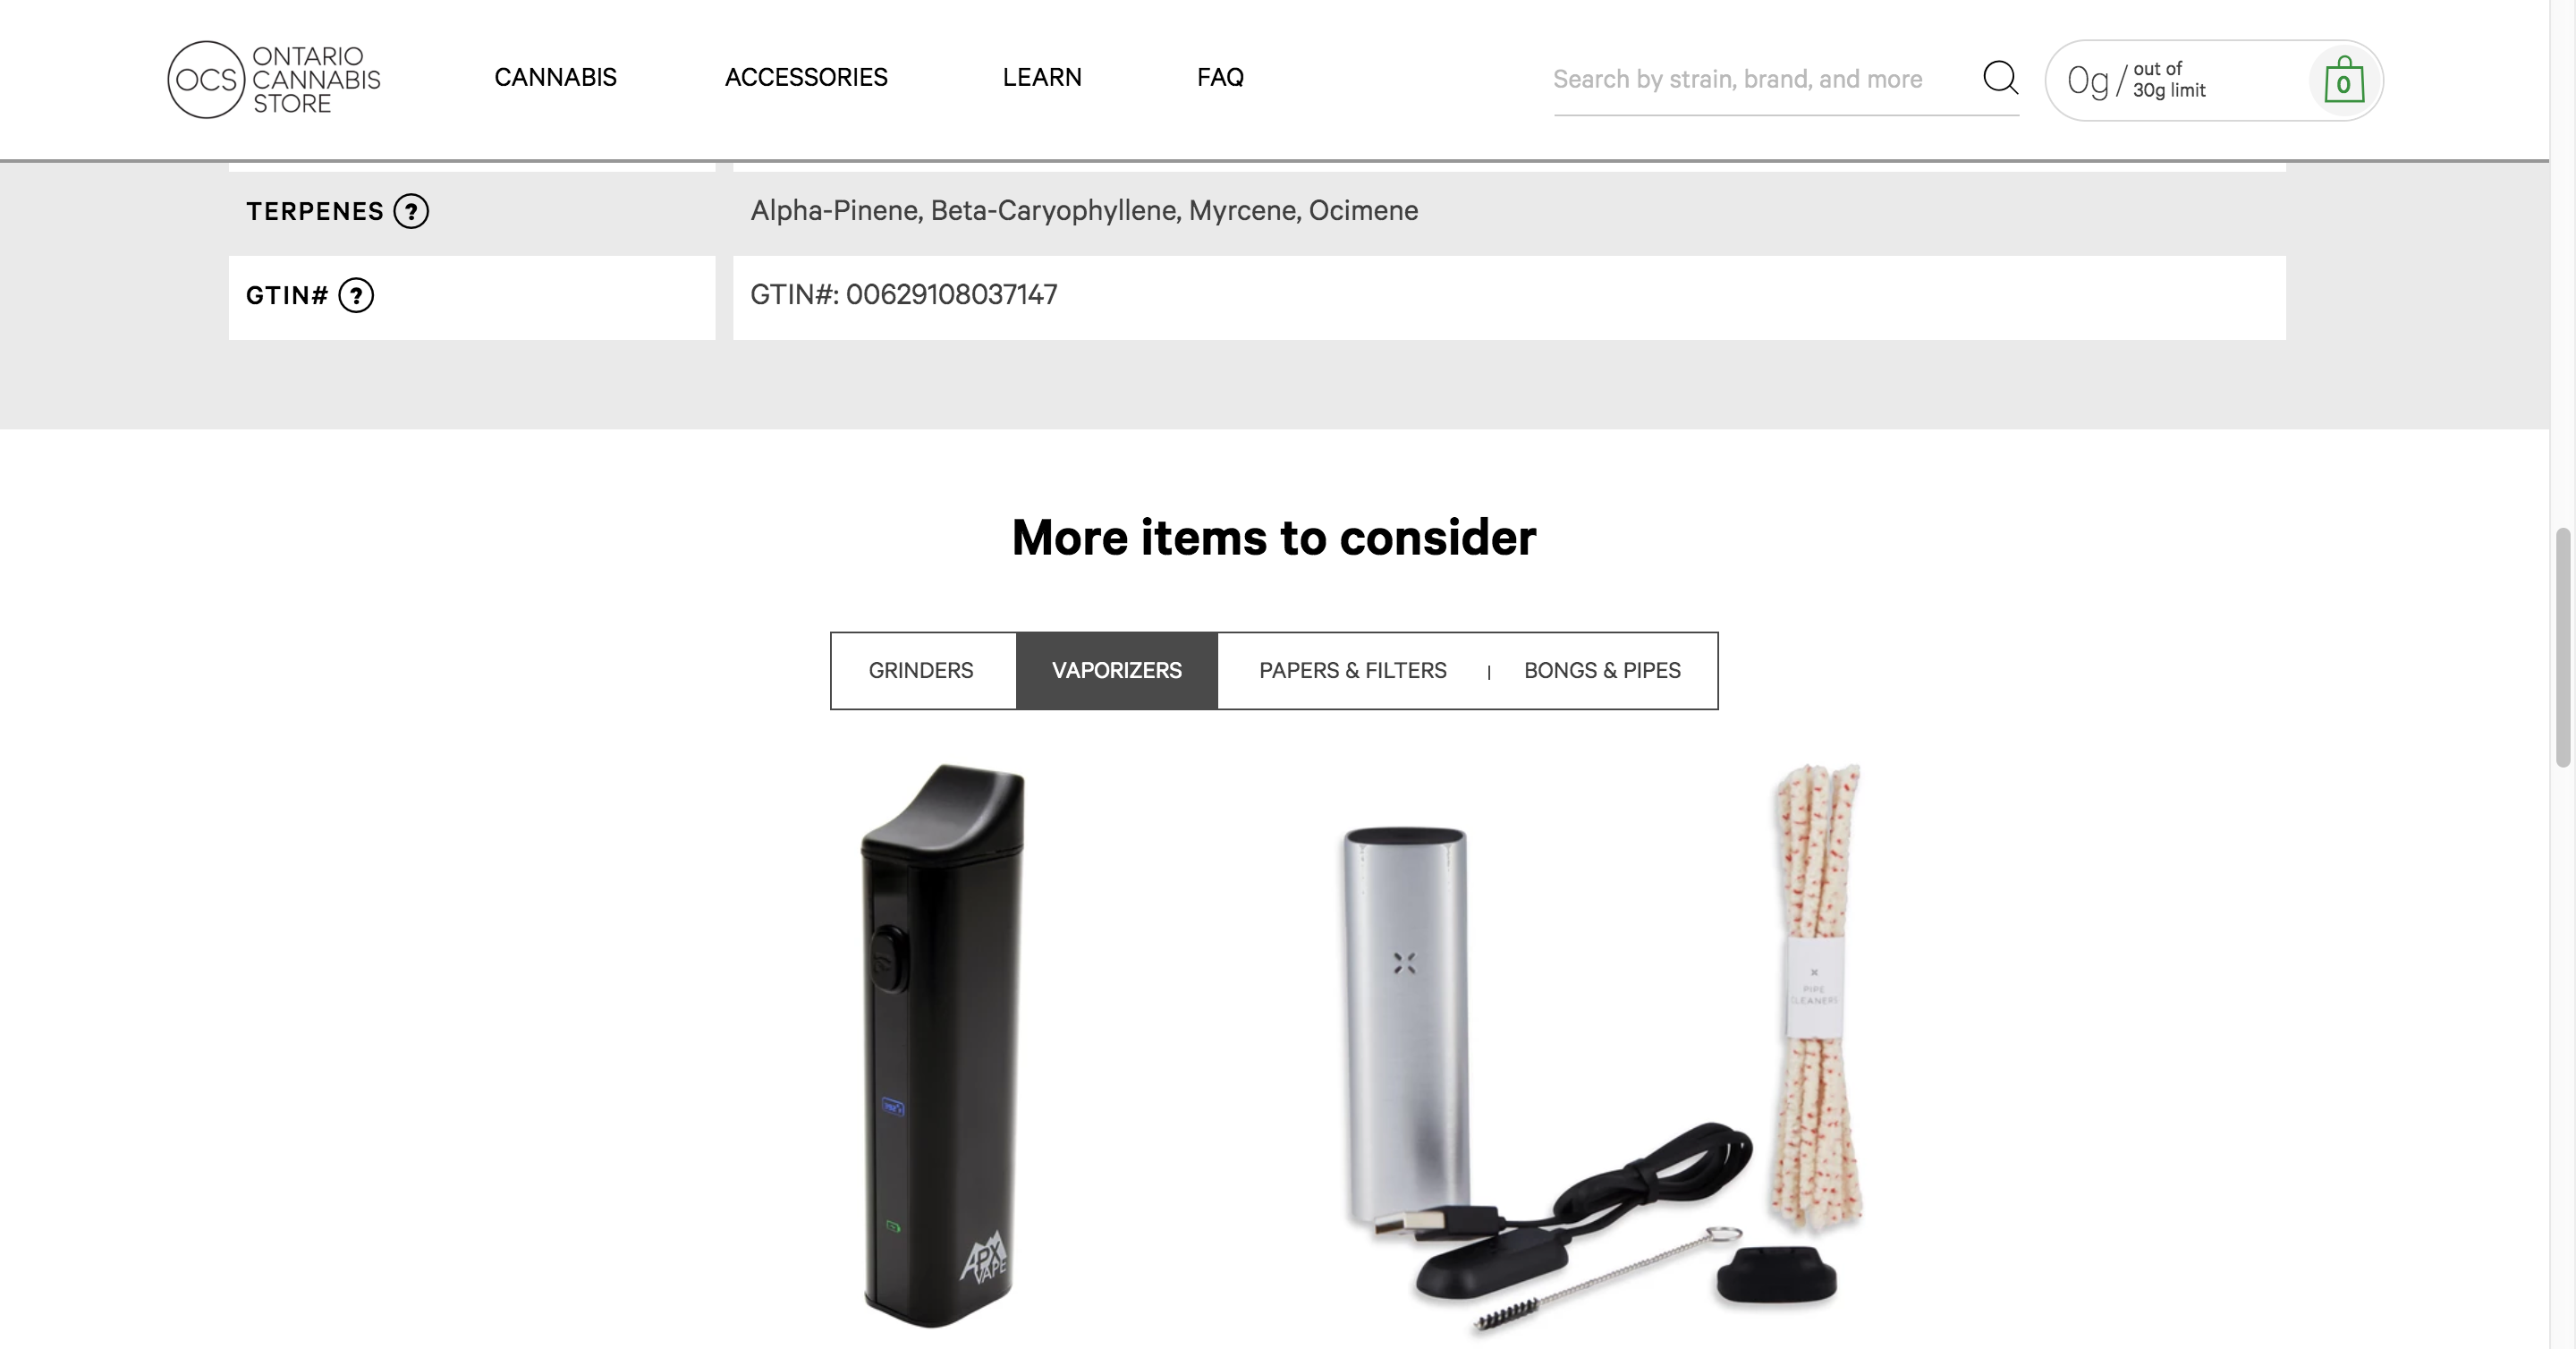 OCS
ONTARIO
CANNABIS
STORE
CANNABIS
ACCESSORIES
LEARN
FAQ
Search by strain, brand, and more
0g/
out of
30g limit
0
TERPENES ?
Alpha-Pinene, Beta-Caryophyllene, Myrcene, Ocimene
GTIN# ?
GTIN#: 00629108037147
More items to consider
GRINDERS
VAPORIZERS
PAPERS & FILTERS
BONGS & PIPES
APX
VAPE
PIPE
CLEANERS